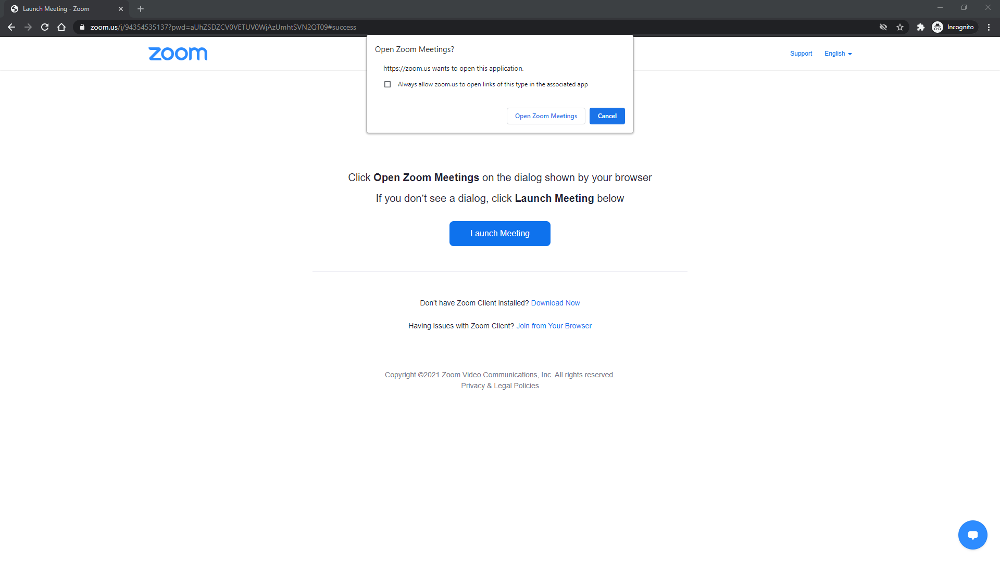 Launch Meeting - Zoom
zoom.us/j/94354535137?pwd=aUhZSDZCV0VETUV0WjAzUmhtSVN2QT09#success
Incognito
zoom
Support
English
Open Zoom Meetings?
https://zoom.us wants to open this application.
Always allow zoom.us to open links of this type in the associated app
Open Zoom Meetings
Cancel
Click Open Zoom Meetings on the dialog shown by your browser
If you don’t see a dialog, click Launch Meeting below
Launch Meeting
Don’t have Zoom Client installed? Download Now
Having issues with Zoom Client? Join from Your Browser
Copyright ©2021 Zoom Video Communications, Inc. All rights reserved.
Privacy & Legal Policies